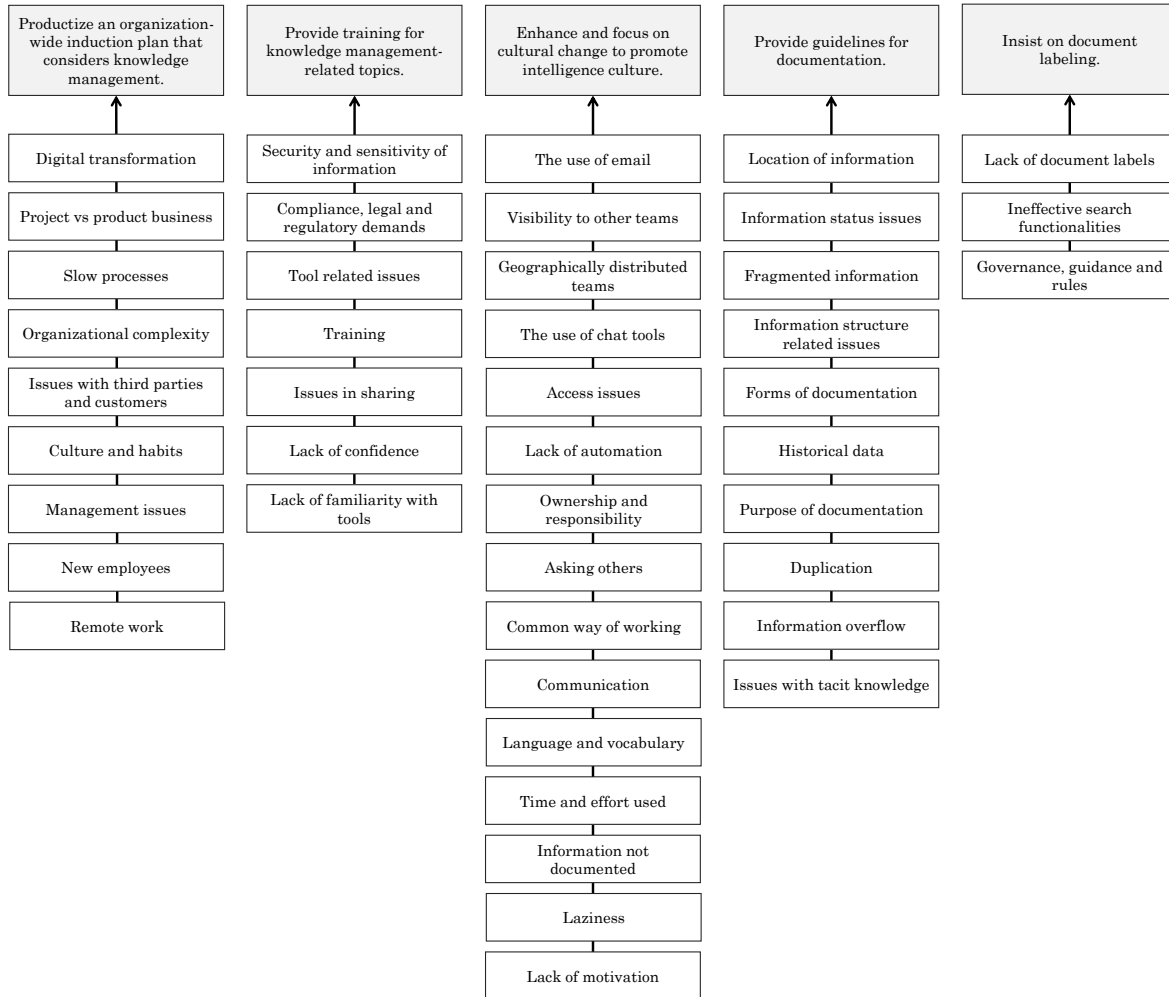 Productize an organization-
wide induction plan that
considers knowledge
management.
Digital transformation
Project vs product business
Slow processes
Organizational complexity
Issues with third parties
and customers
Culture and habits
Management issues
New employees
Remote work
Provide training for
knowledge management-
related topics.
Security and sensitivity of
information
Compliance, legal and
regulatory demands
Tool related issues
Training
Issues in sharing
Lack of confidence
Lack of familiarity with
tools
Enhance and focus on
cultural change to promote
intelligence culture.
The use of email
Visibility to other teams
Geographically distributed
teams
The use of chat tools
Access issues
Lack of automation
Ownership and
responsibility
Asking others
Common way of working
Communication
Language and vocabulary
Time and effort used
Information not
documented
Laziness
Lack of motivation
Provide guidelines for
documentation.
Location of information
Information status issues
Fragmented information
Information structure
related issues
Forms of documentation
Historical data
Purpose of documentation
Duplication
Information overflow
Issues with tacit knowledge
Insist on document
labeling.
Lack of document labels
Ineffective search
functionalities
Governance, guidance and
rules